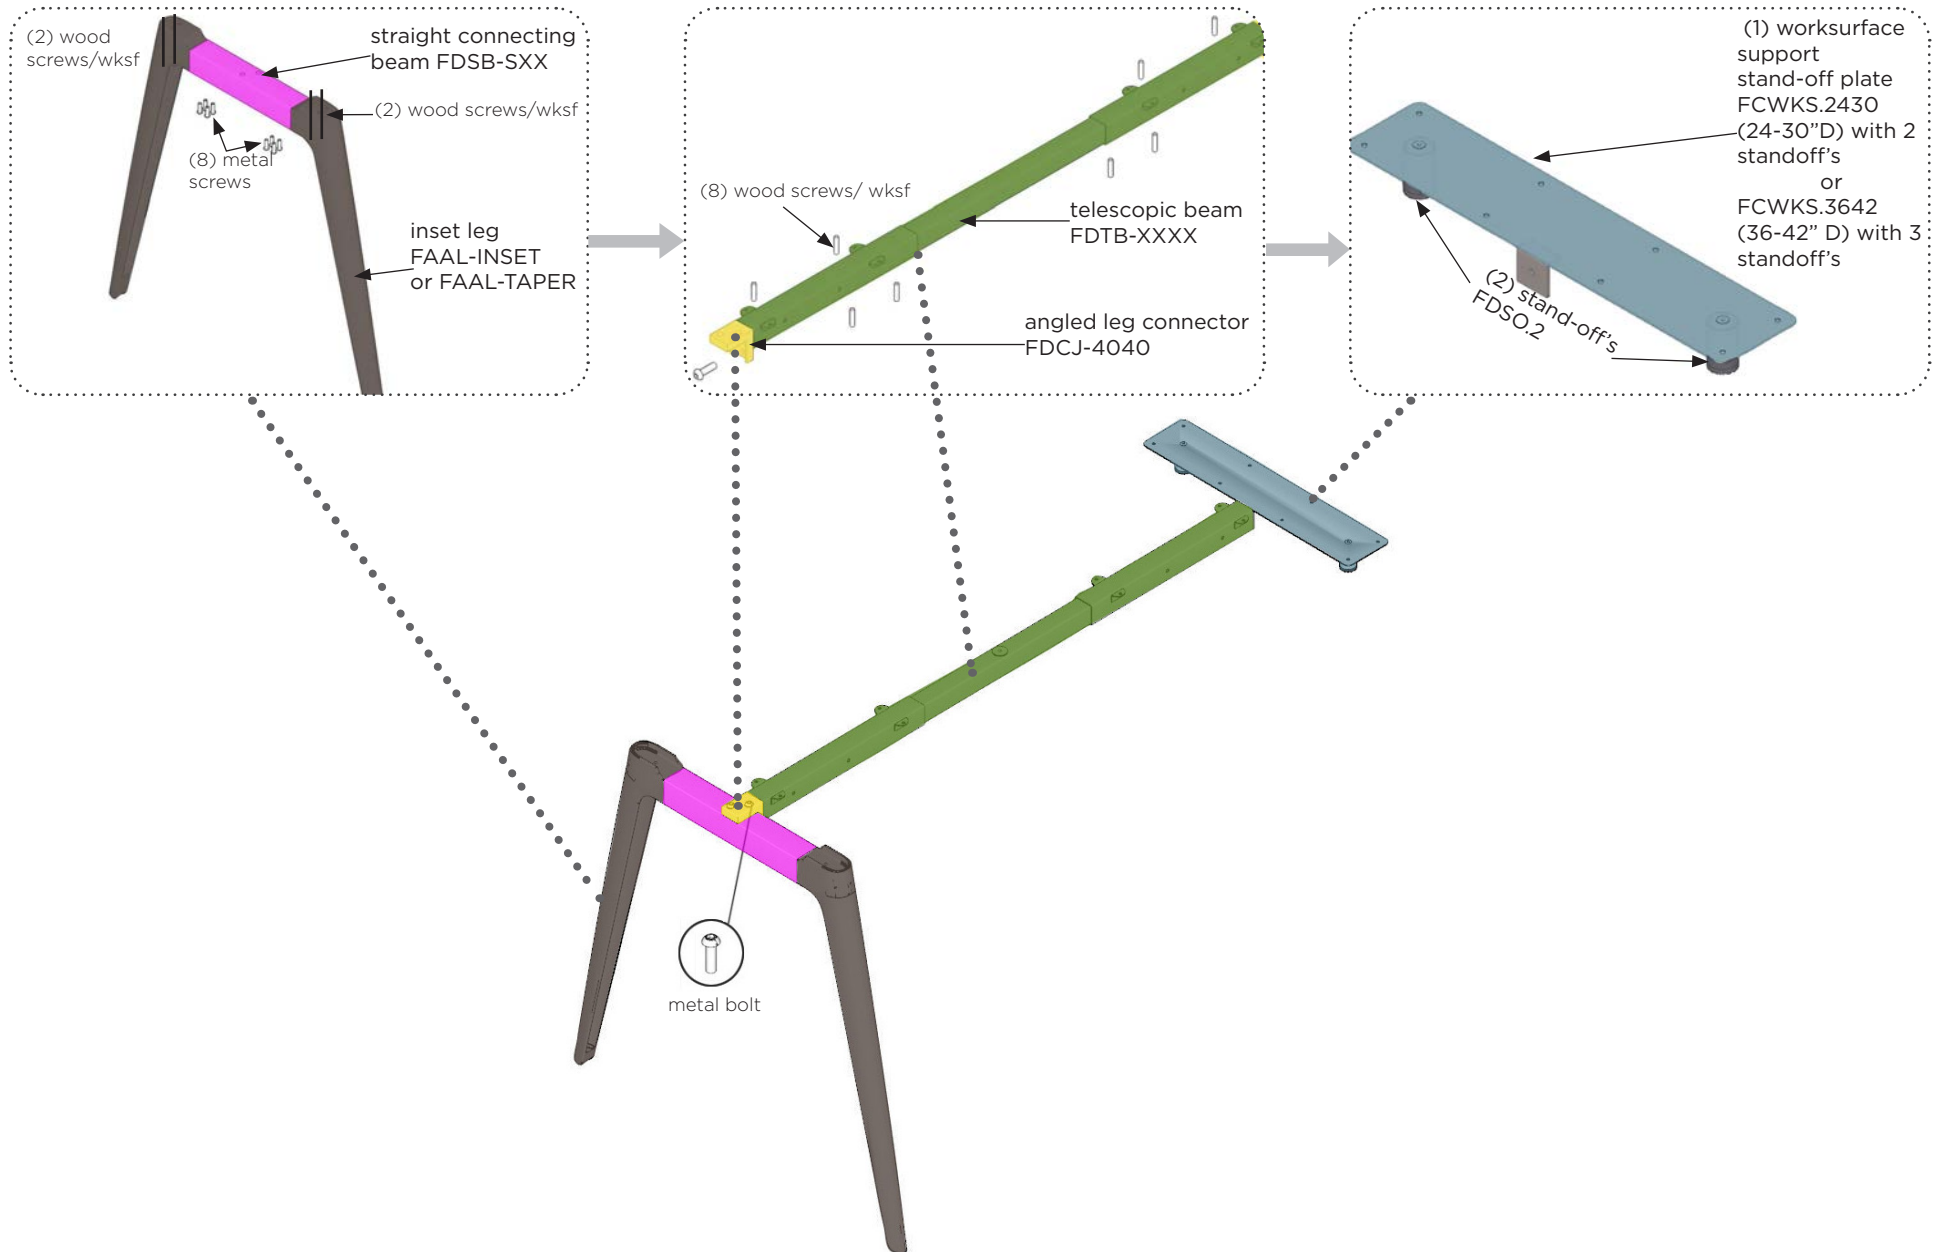 (2) wood
screws/wksf
straight connecting
beam FDSB-SXX
(2) wood screws/wksf
(8) metal
screws
inset leg
FAAL-INSET
or FAAL-TAPER
(8) wood screws/ wksf
telescopic beam
FDTB-XXXX
angled leg connector
FDCJ-4040
(1) worksurface
support
stand-off plate
FCWKS.2430
(24-30”D) with 2
standoff's
or
FCWKS.3642
(36-42” D) with 3
standoff's
(2) stand-off's
FDSO.2
metal bolt